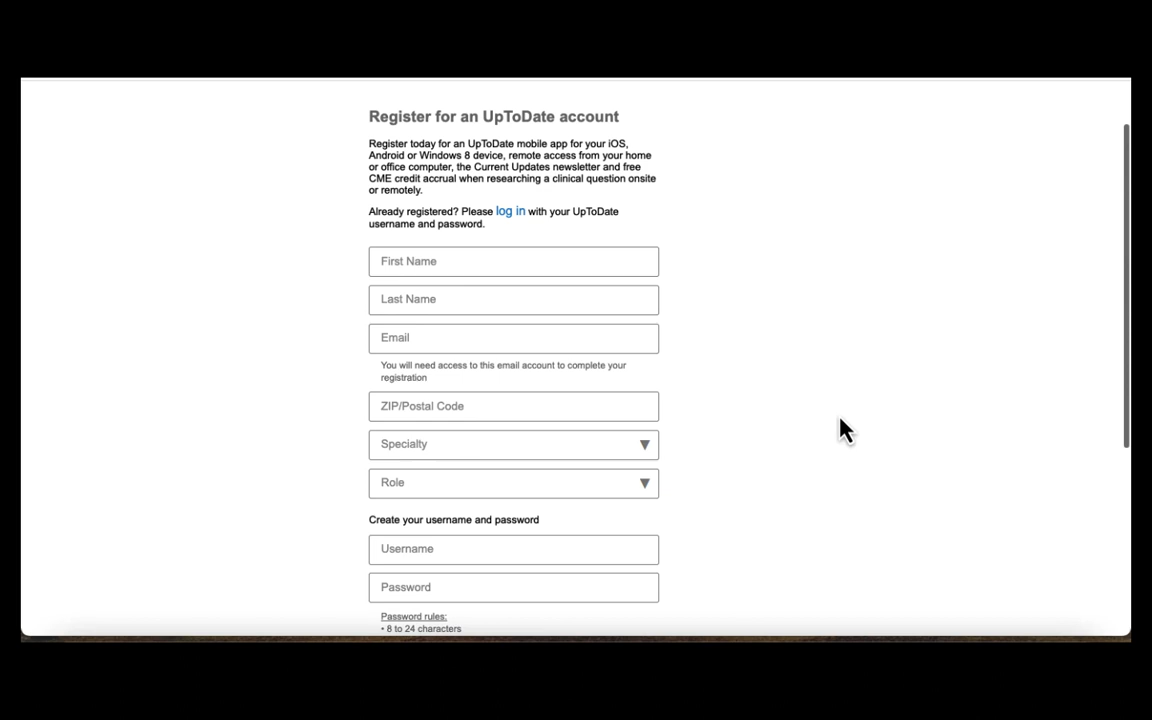 Register for an UpToDate account
Register today for an UpToDate mobile app for your iOS,
Android or Windows 8 device, remote access from your home
or office computer, the Current Updates newsletter and free
CME credit accrual when researching a clinical question onsite
or remotely.
Already registered? Please log in with your UpToDate
username and password.
First Name
Last Name
Email
You will need access to this email account to complete your
registration
ZIP/Postal Code
Specialty
Role
Create your username and password
Username
Password
Password rules:
• 8 to 24 characters